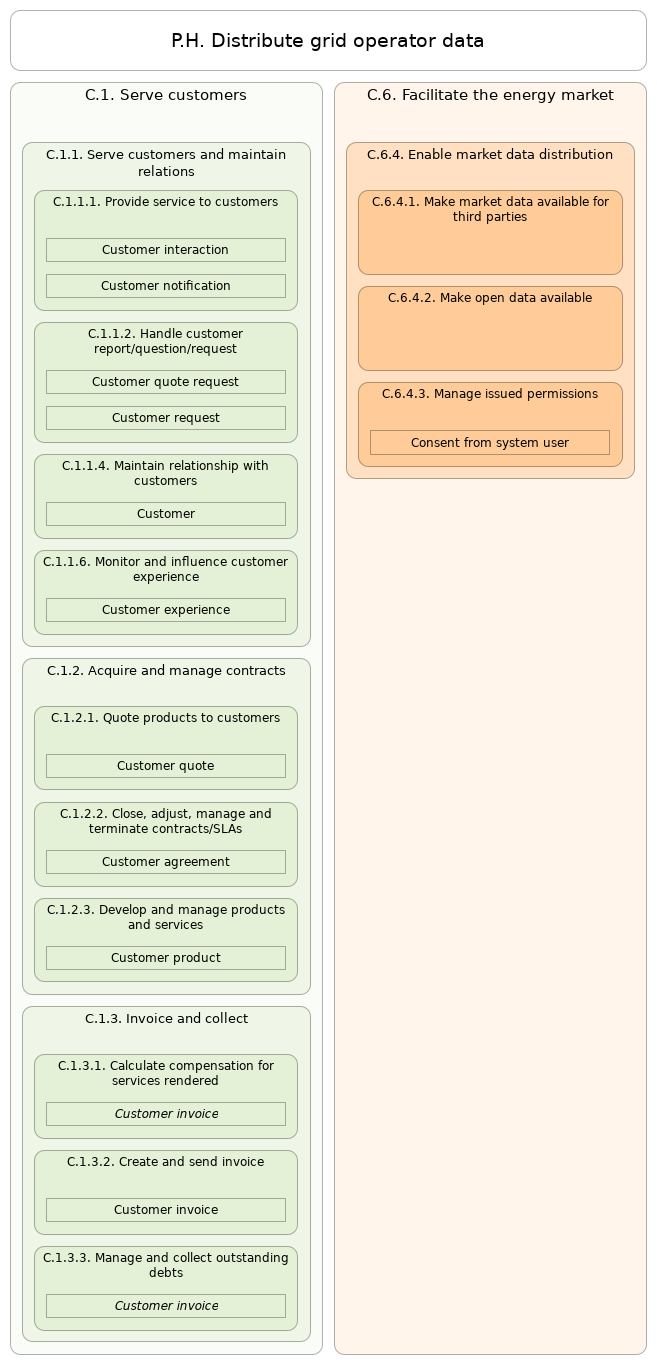 P.H. Distribute grid operator data
C.1. Serve customers
C.1.1. Serve customers and maintain
relations
C.1.1.1. Provide service to customers
Customer interaction
Customer notification
C.1.1.2. Handle customer
report/question/request
Customer quote request
Customer request
C.1.1.4. Maintain relationship with
customers
Customer
C.1.1.6. Monitor and influence customer
experience
Customer experience
C.1.2. Acquire and manage contracts
C.1.2.1. Quote products to customers
Customer quote
C.1.2.2. Close, adjust, manage and
terminate contracts/SLAs
Customer agreement
C.1.2.3. Develop and manage products
and services
Customer product
C.1.3. Invoice and collect
C.1.3.1. Calculate compensation for
services rendered
Customer invoice
C.1.3.2. Create and send invoice
Customer invoice
C.1.3.3. Manage and collect outstanding
debts
Customer invoice
C.6. Facilitate the energy market
C.6.4. Enable market data distribution
C.6.4.1. Make market data available for
third parties
C.6.4.2. Make open data available
C.6.4.3. Manage issued permissions
Consent from system user